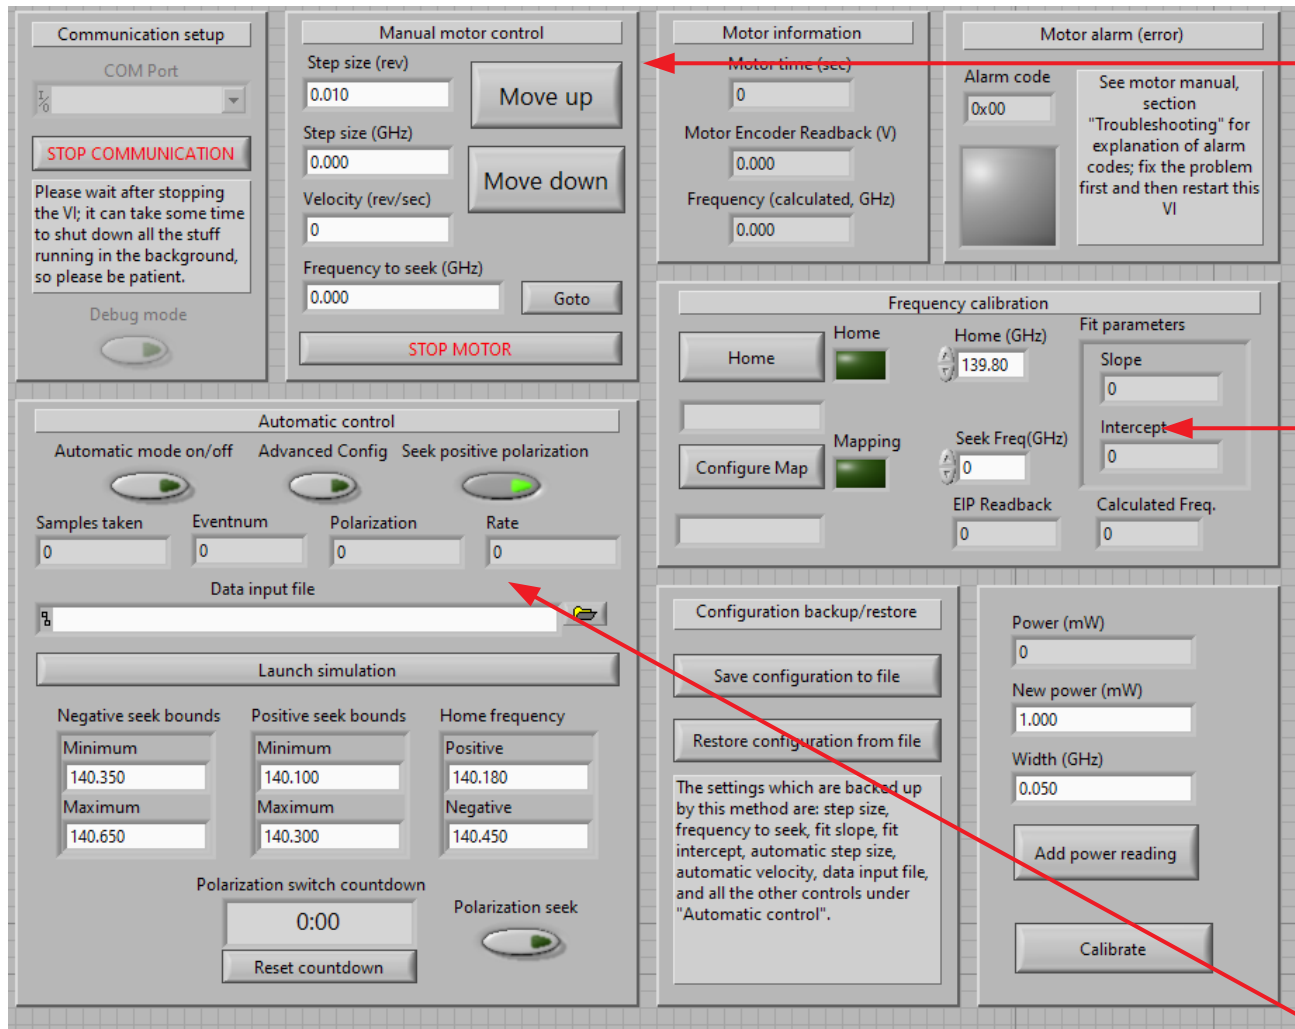 Communication setup
COM Port
STOP COMMUNICATION
Please wait after stopping
the VI; it can take some time
to shut down all the stuff
running in the background,
so please be patient.
Debug mode
Manual motor control
Step size (rev)
0.010
Move up
Step size (GHz)
0.000
Move down
Velocity (rev/sec)
0
Frequency to seek (GHz)
0.000
Goto
STOP MOTOR
Motor information
Motor time (sec)
0
Motor Encoder Readback (V)
0.000
Frequency (calculated, GHz)
0.000
Motor alarm (error)
Alarm code
0x00
See motor manual,
section
"Troubleshooting" for
explanation of alarm
codes; fix the problem
first and then restart this
VI
Frequency calibration
Home
Home
Home (GHz)
139.80
Fit parameters
Slope
0
Intercept
0
Configure Map
Mapping
Seek Freq(GHz)
0
EIP Readback
0
Calculated Freq.
0
Automatic control
Automatic mode on/off
Advanced Config
Seek positive polarization
Samples taken
0
Eventnum
0
Polarization
0
Rate
0
Data input file
Launch simulation
Negative seek bounds
Minimum
140.350
Maximum
140.650
Positive seek bounds
Minimum
140.100
Maximum
140.300
Home frequency
Positive
140.180
Negative
140.450
Polarization switch countdown
0:00
Reset countdown
Polarization seek
Configuration backup/restore
Save configuration to file
Restore configuration from file
The settings which are backed up
by this method are: step size,
frequency to seek, fit slope, fit
intercept, automatic step size,
automatic velocity, data input file,
and all the other controls under
"Automatic control".
Power (mW)
0
New power (mW)
1.000
Width (GHz)
0.050
Add power reading
Calibrate